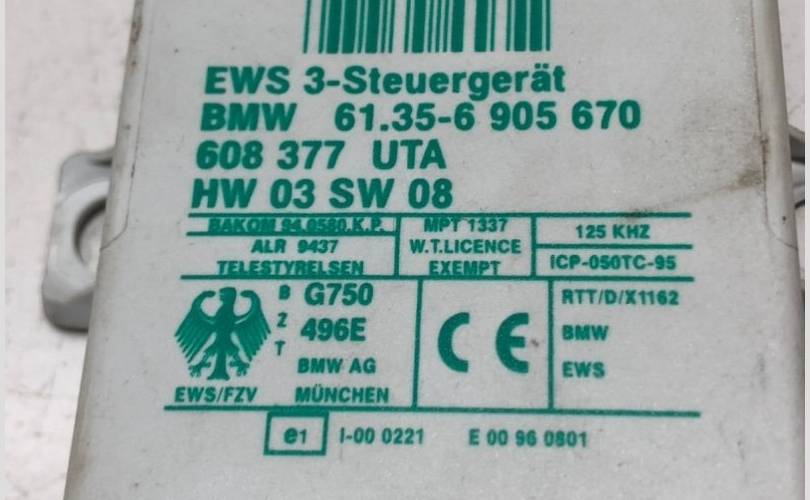 EWS 3-Steuergerät
BMW 61.35-6 905 670
608 377 UTA
HW 03 SW 08
BAKOM 94.0580.K.P.
ALR 9437
TELESTYRELSEN
MPT 1337
W.T.LICENCE
EXEMPT
125 KHZ
ICP-050TC-95
EWS/FZV
B Z T
G750
496E
BMW AG
MÜNCHEN
CE
RTT/D/X1162
BMW
EWS
e1 I-00 0221 E 00 96 0801